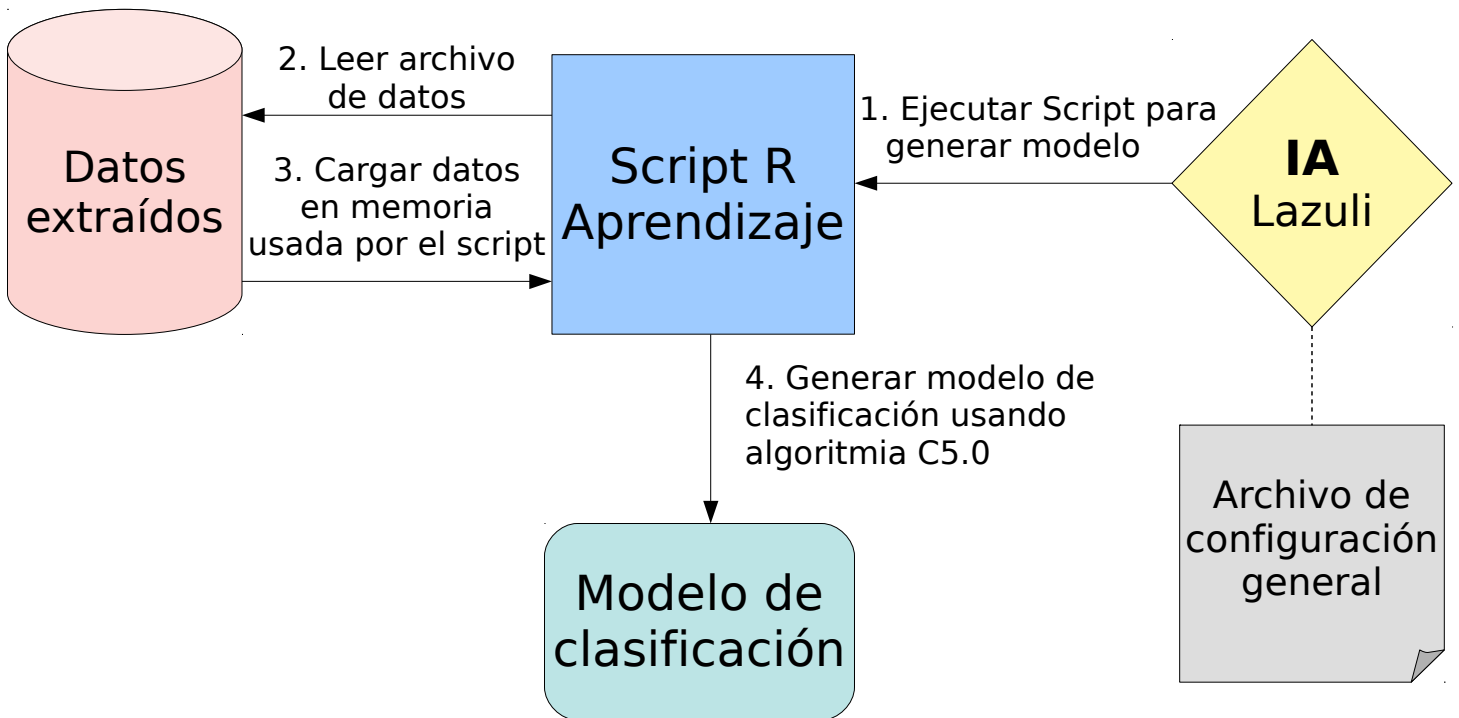 2. Leer archivo
de datos
Datos
extraídos
3. Cargar datos
en memoria
usada por el script
Script R
Aprendizaje
1. Ejecutar Script para
generar modelo
IA
Lazuli
4. Generar modelo de
clasificación usando
algoritmia C5.0
Modelo de
clasificación
Archivo de
configuración
general